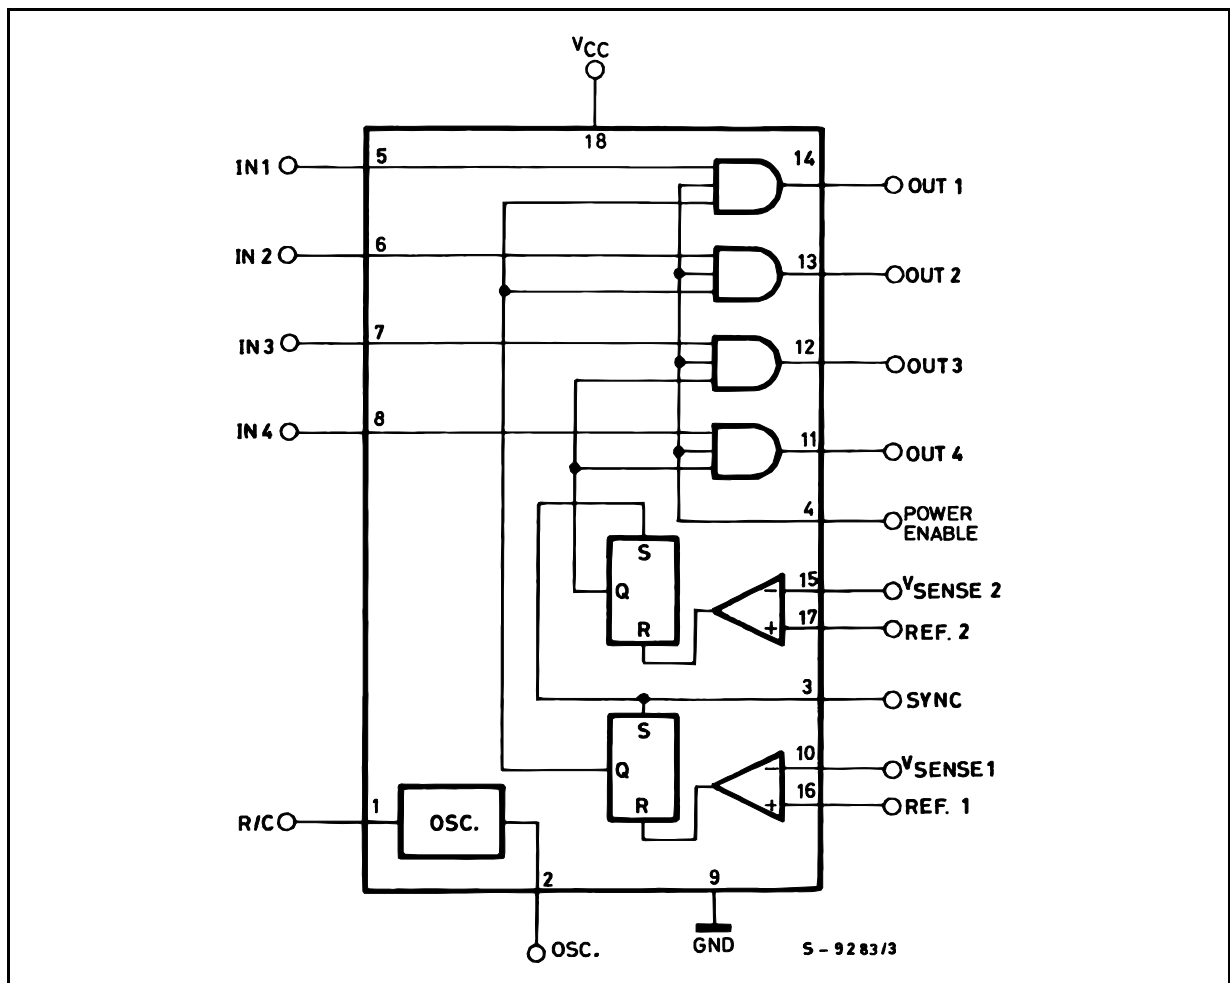 VCC
18
IN1
5
14
OUT 1
IN 2
6
13
OUT 2
IN3
7
12
OUT3
IN4
8
11
OUT 4
4
POWER
ENABLE
S
Q
R
−
+
15
VSENSE 2
17
REF. 2
3
SYNC
S
Q
R
−
+
10
VSENSE1
16
REF. 1
R/C
1
OSC.
2
OSC.
9
GND
S - 9283/3